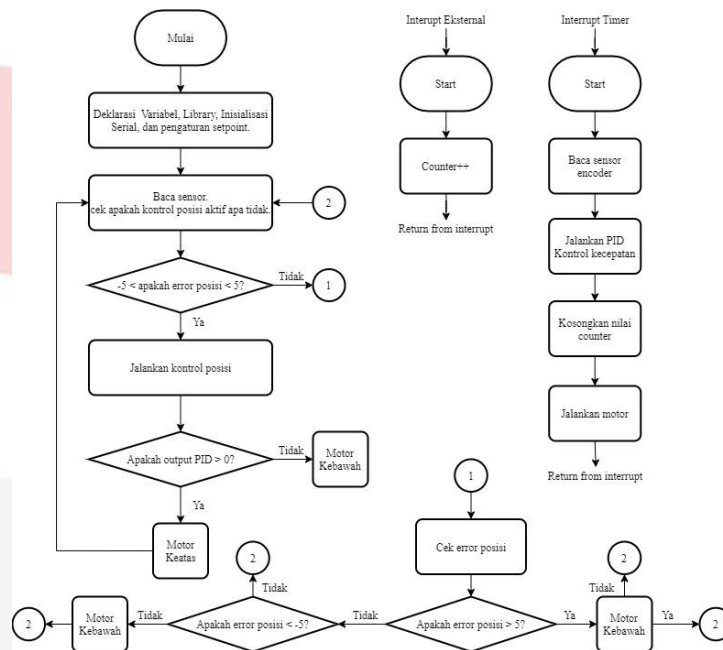 Mulai
Deklarasi Variabel, Library, Inisialisasi
Serial, dan pengaturan setpoint.
Baca sensor.
cek apakah kontrol posisi aktif apa tidak.
2
-5 < apakah error posisi < 5?
Tidak
1
Ya
Jalankan kontrol posisi
Apakah output PID > 0?
Tidak
Motor
Kebawah
Ya
Motor
Keatas
Interupt Eksternal
Start
Counter++
Return from interrupt
Interrupt Timer
Start
Baca sensor
encoder
Jalankan PID
Kontrol kecepatan
Kosongkan nilai
counter
Jalankan motor
Return from interrupt
1
Cek error posisi
Apakah error posisi > 5?
Ya
Motor
Kebawah
Tidak
2
Ya
2
Tidak
Apakah error posisi < -5?
Tidak
2
Tidak
Motor
Kebawah
2